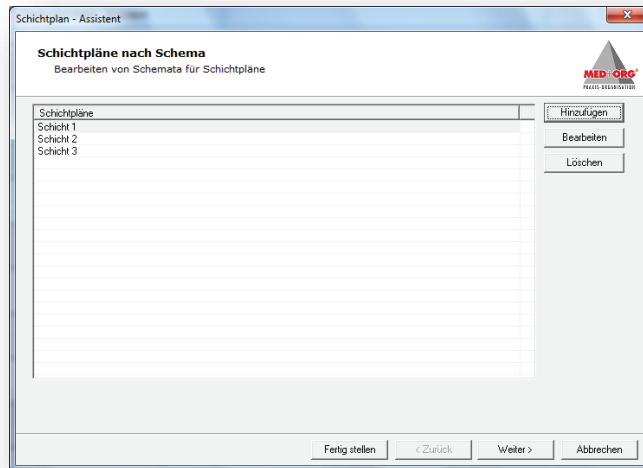 Schichtplan - Assistent
Schichtpläne nach Schema
Bearbeiten von Schemata für Schichtpläne
MED+ORG®
PRAXIS-ORGANISATION
Schichtpläne
Schicht 1
Schicht 2
Schicht 3
Hinzufügen
Bearbeiten
Löschen
Fertig stellen
< Zurück
Weiter >
Abbrechen